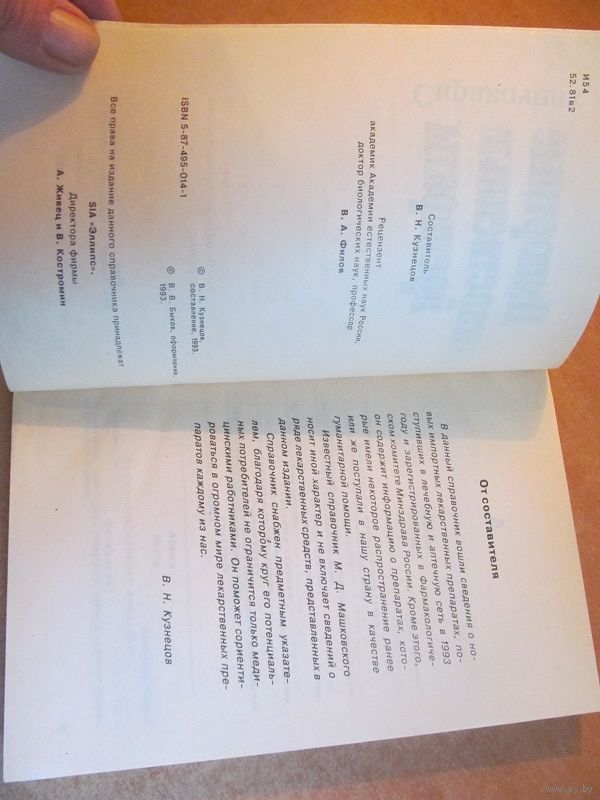 И54
52.81я2
Составитель
В. Н. Кузнецов
Рецензент
академик Академии естественных наук России,
доктор биологических наук, профессор
В. А. Филов
© В. Н. Кузнецов,
составление, 1993.
© В. В. Быков, оформление,
1993.
ISBN 5-87-495-014-1
Все права на издание данного справочника принадлежат
SIA «Эллипс».
Директора фирмы
А. Живец и В. Костромин
От составителя
В данный справочник вошли сведения о но-
вых импортных лекарственных препаратах, по-
ступивших в лечебную и аптечную сеть в 1993
году и зарегистрированных в Фармакологиче-
ском комитете Минздрава России. Кроме этого,
он содержит информацию о препаратах, кото-
рые имели некоторое распространение ранее
или же поступали в нашу страну в качестве
гуманитарной помощи.
Известный справочник М. Д. Машковского
носит иной характер и не включает сведений о
ряде лекарственных средств, представленных в
данном издании.
Справочник снабжен предметным указате-
лем, благодаря которому круг его потенциаль-
ных потребителей не ограничится только меди-
цинскими работниками. Он поможет сориенти-
роваться в огромном мире лекарственных пре-
паратов каждому из нас.
В. Н. Кузнецов
www.ay.by